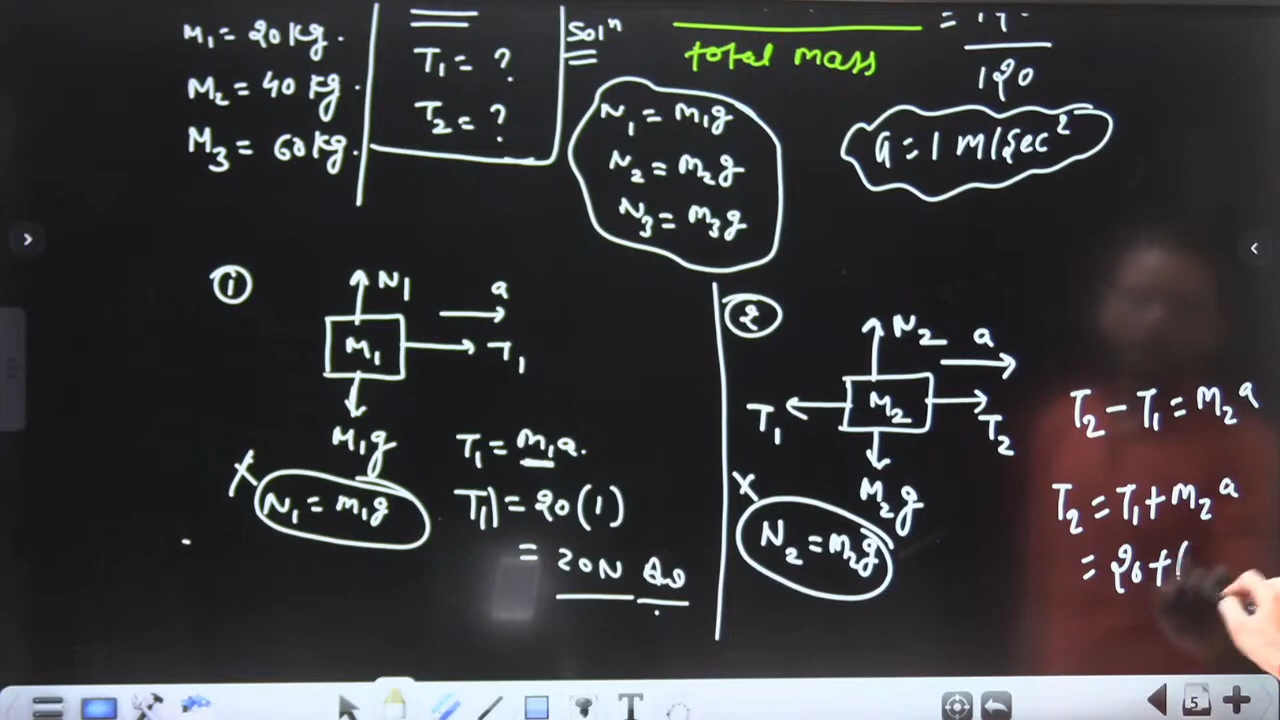 M₁ = 20 kg.
M₂ = 40 kg.
M₃ = 60 kg.
T₁ = ?
T₂ = ?
Solⁿ
total mass
=
120
a = 1 m/sec²
N₁ = m₁g
N₂ = m₂g
N₃ = m₃g
①
N₁
a
M₁
T₁
M₁g
N₁ = m₁g
T₁ = m₁a.
T₁ = 20(1)
= 20N Ans
②
N₂
a
T₁
M₂
T₂
M₂g
N₂ = m₂g
T₂ - T₁ = m₂a
T₂ = T₁ + m₂a
= 20 + (
T
5